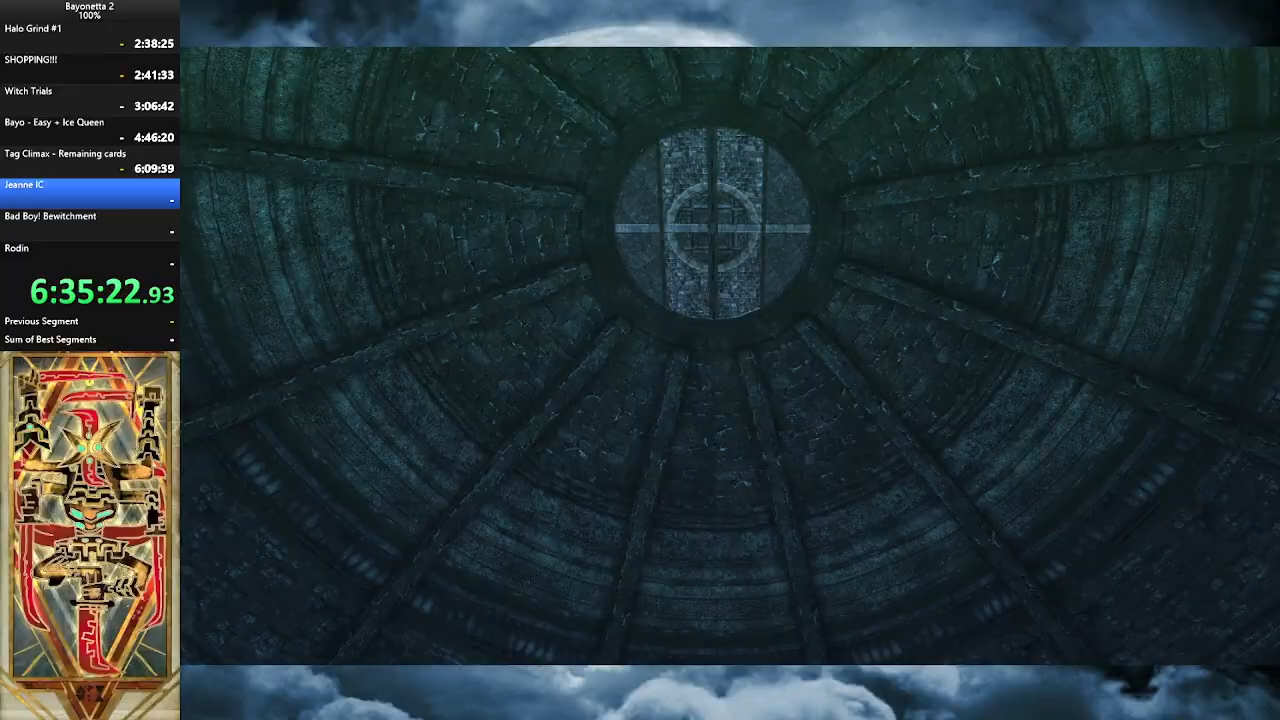 Bayonetta 2
100%
Halo Grind #1
- 2:38:25
SHOPPING!!!
- 2:41:33
Witch Trials
- 3:06:42
Bayo - Easy + Ice Queen
- 4:46:20
Tag Climax - Remaining cards
- 6:09:39
Jeanne IC
-
Bad Boy! Bewitchment
-
Rodin
-
6:35:22.93
Previous Segment -
Sum of Best Segments -